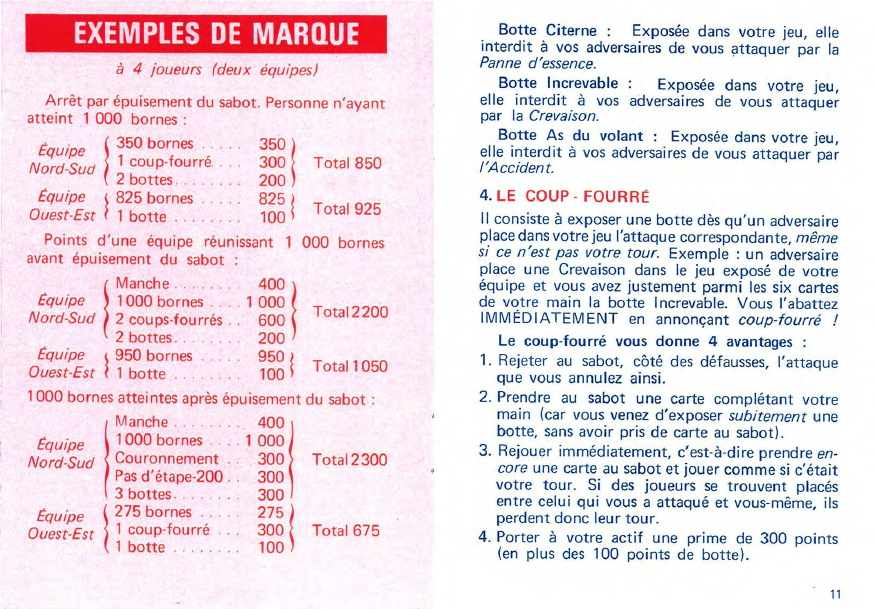 EXEMPLES DE MARQUE
à 4 joueurs (deux équipes)
Arrêt par épuisement du sabot. Personne n'ayant
atteint 1 000 bornes :
Équipe Nord-Sud
350 bornes ..... 350
1 coup-fourré. ... 300
2 bottes. ....... 200
Total 850
Équipe Ouest-Est
825 bornes ..... 825
1 botte ........ 100
Total 925
Points d'une équipe réunissant 1 000 bornes
avant épuisement du sabot :
Équipe Nord-Sud
Manche ........ 400
1000 bornes .... 1 000
2 coups-fourrés .. 600
2 bottes. ....... 200
Total 2200
Équipe Ouest-Est
950 bornes ..... 950
1 botte ........ 100
Total 1050
1000 bornes atteintes après épuisement du sabot :
Équipe Nord-Sud
Manche ........ 400
1000 bornes .... 1 000
Couronnement .. 300
Pas d'étape-200 .. 300
3 bottes. ....... 300
Total 2300
Équipe Ouest-Est
275 bornes ..... 275
1 coup-fourré ... 300
1 botte ........ 100
Total 675
Botte Citerne : Exposée dans votre jeu, elle
interdit à vos adversaires de vous attaquer par la
Panne d'essence.
Botte Increvable : Exposée dans votre jeu,
elle interdit à vos adversaires de vous attaquer
par la Crevaison.
Botte As du volant : Exposée dans votre jeu,
elle interdit à vos adversaires de vous attaquer par
l'Accident.
4. LE COUP - FOURRÉ
Il consiste à exposer une botte dès qu'un adversaire
place dans votre jeu l'attaque correspondante, même
si ce n'est pas votre tour. Exemple : un adversaire
place une Crevaison dans le jeu exposé de votre
équipe et vous avez justement parmi les six cartes
de votre main la botte Increvable. Vous l'abattez
IMMÉDIATEMENT en annonçant coup-fourré !
Le coup-fourré vous donne 4 avantages :
1. Rejeter au sabot, côté des défausses, l'attaque
que vous annulez ainsi.
2. Prendre au sabot une carte complétant votre
main (car vous venez d'exposer subitement une
botte, sans avoir pris de carte au sabot).
3. Rejouer immédiatement, c'est-à-dire prendre en-
core une carte au sabot et jouer comme si c'était
votre tour. Si des joueurs se trouvent placés
entre celui qui vous a attaqué et vous-même, ils
perdent donc leur tour.
4. Porter à votre actif une prime de 300 points
(en plus des 100 points de botte).
11